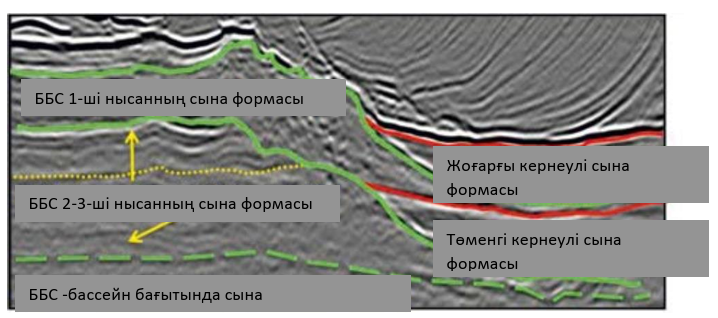 ББС 1-ші нысанның сына формасы
Жоғарғы кернеулі сына
формасы
ББС 2-3-ші нысанның сына формасы
Төменгі кернеулі сына
формасы
ББС -бассейн бағытында сына